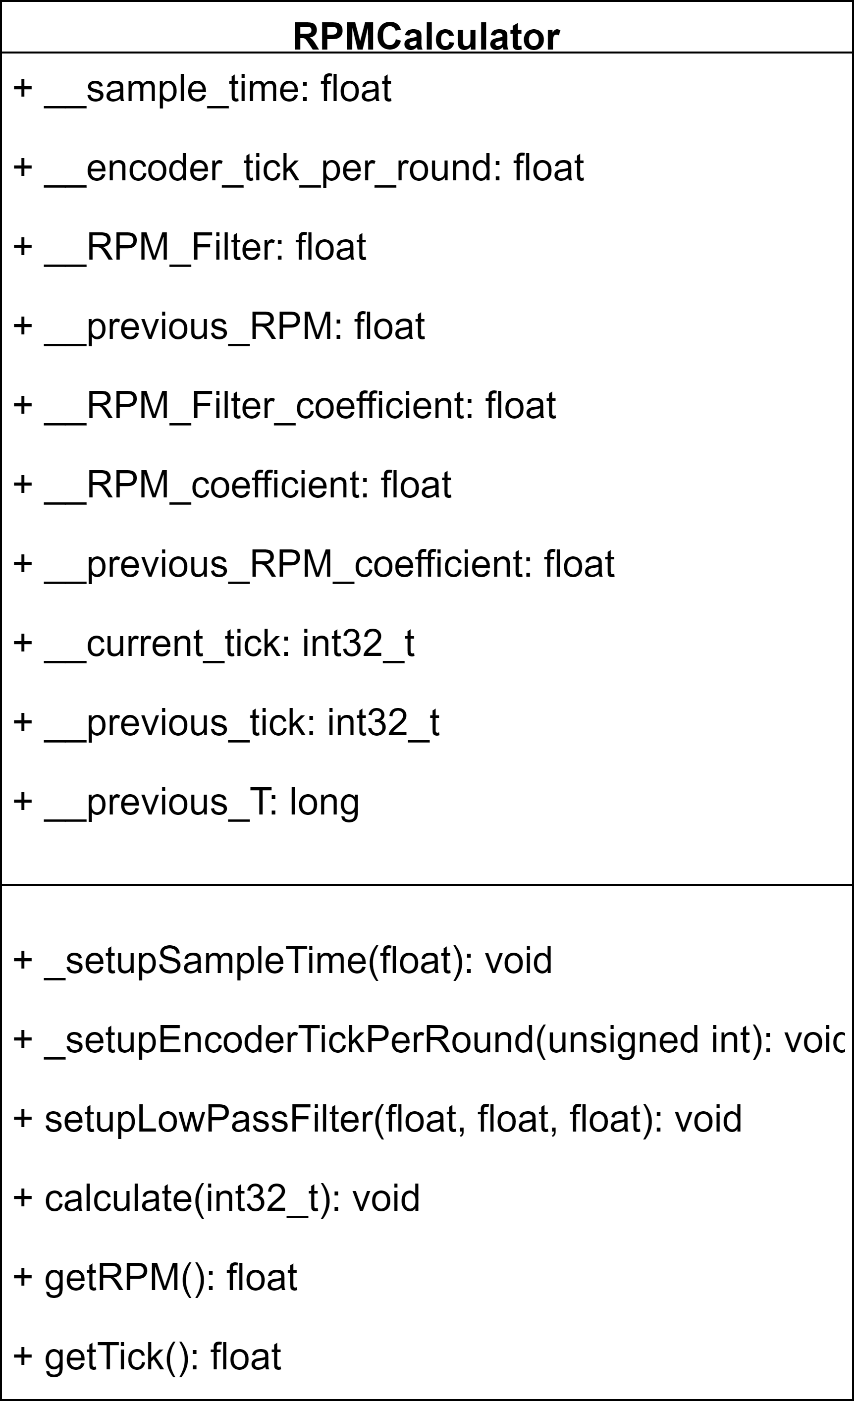 RPMCalculator
+ __sample_time: float
+ __encoder_tick_per_round: float
+ __RPM_Filter: float
+ __previous_RPM: float
+ __RPM_Filter_coefficient: float
+ __RPM_coefficient: float
+ __previous_RPM_coefficient: float
+ __current_tick: int32_t
+ __previous_tick: int32_t
+ __previous_T: long
+ _setupSampleTime(float): void
+ _setupEncoderTickPerRound(unsigned int): void
+ setupLowPassFilter(float, float, float): void
+ calculate(int32_t): void
+ getRPM(): float
+ getTick(): float